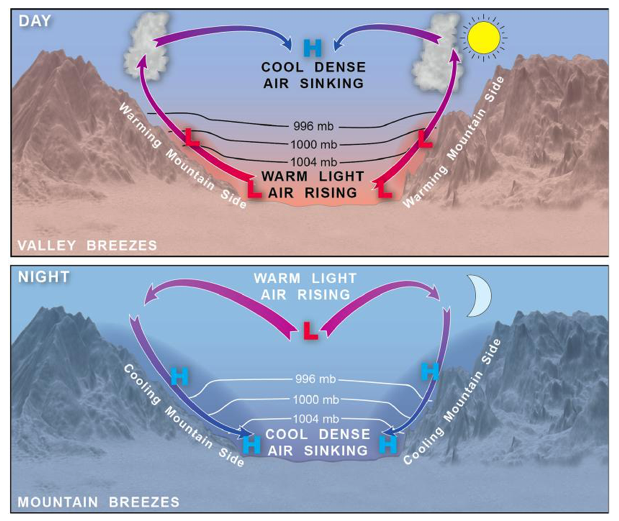 DAY
H
COOL DENSE
AIR SINKING
996 mb
1000 mb
1004 mb
L
L
WARM LIGHT
AIR RISING
L
L
Warming Mountain Side
Warming Mountain Side
VALLEY BREEZES
NIGHT
WARM LIGHT
AIR RISING
L
H
H
996 mb
1000 mb
1004 mb
COOL DENSE
AIR SINKING
H
H
Cooling Mountain Side
Cooling Mountain Side
MOUNTAIN BREEZES